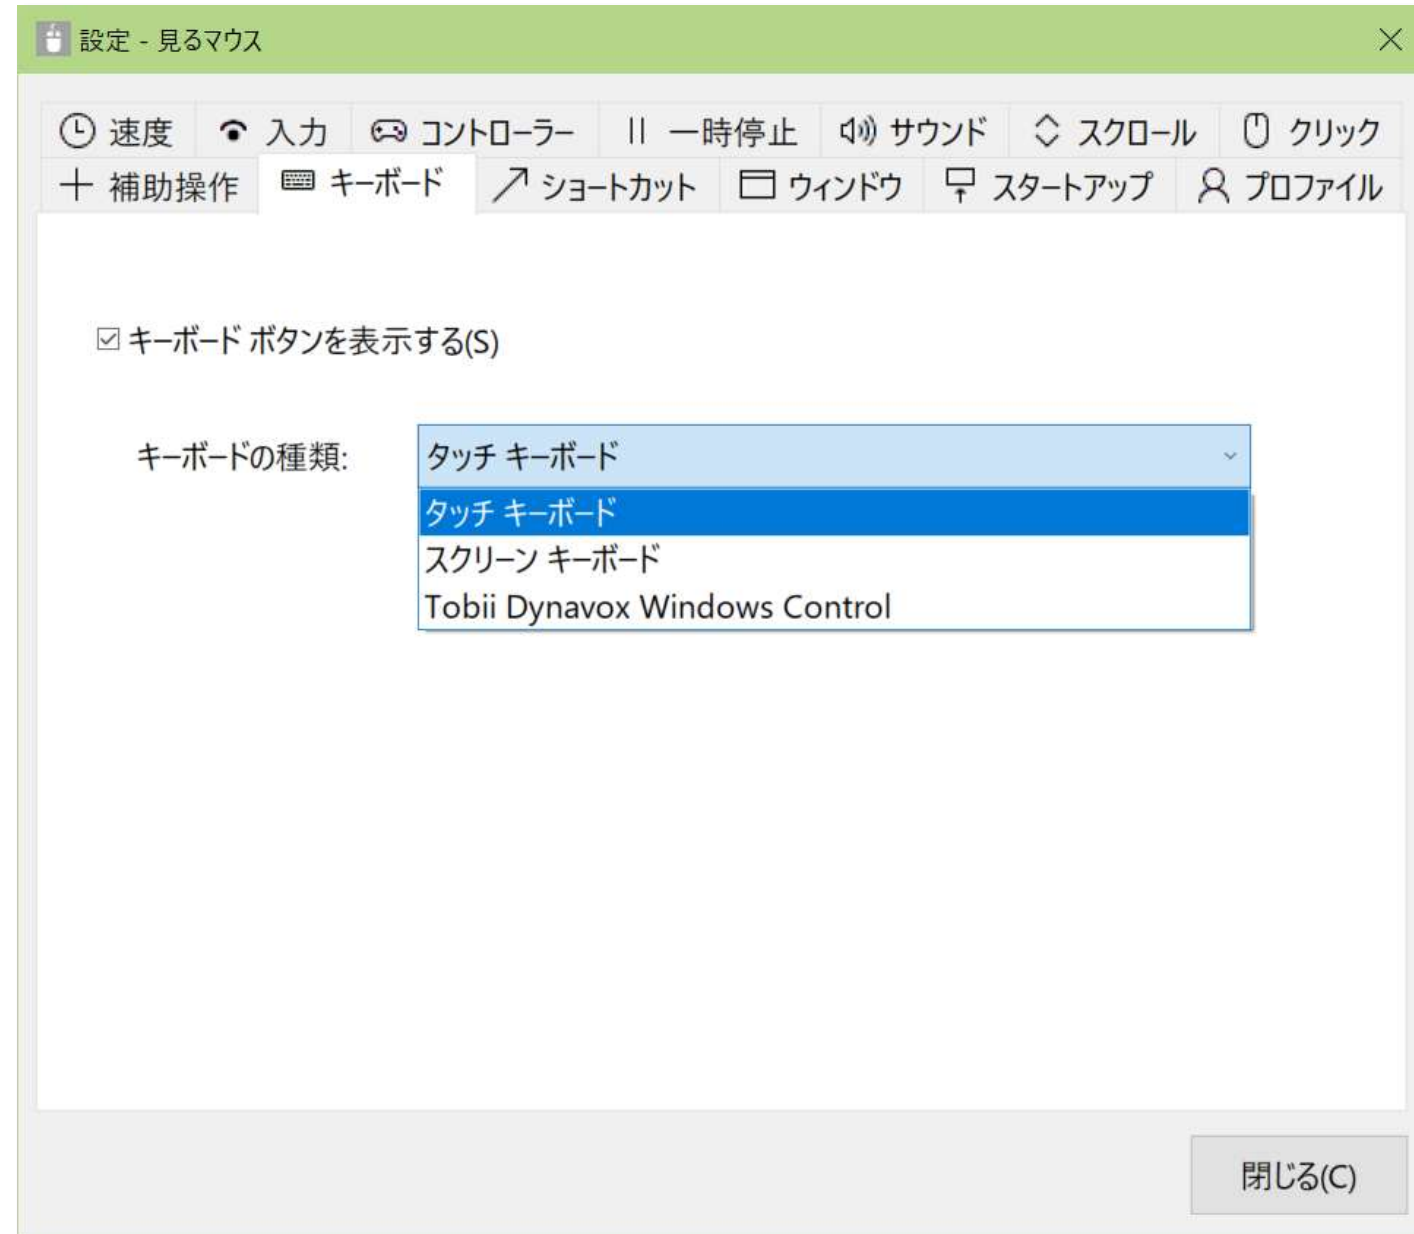 設定 - 見るマウス
速度 入力 コントローラー 一時停止 サウンド スクロール クリック
補助操作 キーボード ショートカット ウィンドウ スタートアップ プロファイル
キーボード ボタンを表示する(S)
キーボードの種類: タッチ キーボード
タッチ キーボード
スクリーン キーボード
Tobii Dynavox Windows Control
閉じる(C)